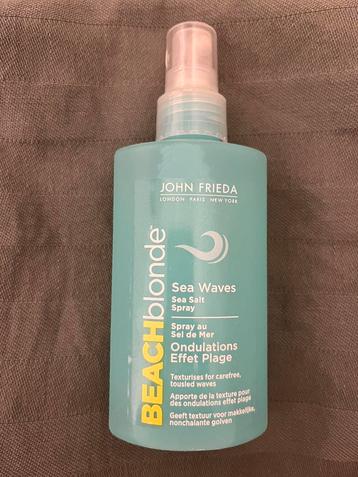 JOHN FRIEDA
LONDON PARIS NEW YORK
BEACHblonde™
Sea Waves
Sea Salt
Spray
Spray au
Sel de Mer
Ondulations
Effet Plage
Texturises for carefree,
tousled waves
Apporte de la texture pour
des ondulations effet plage
Geeft textuur voor makkelijke,
nonchalante golven